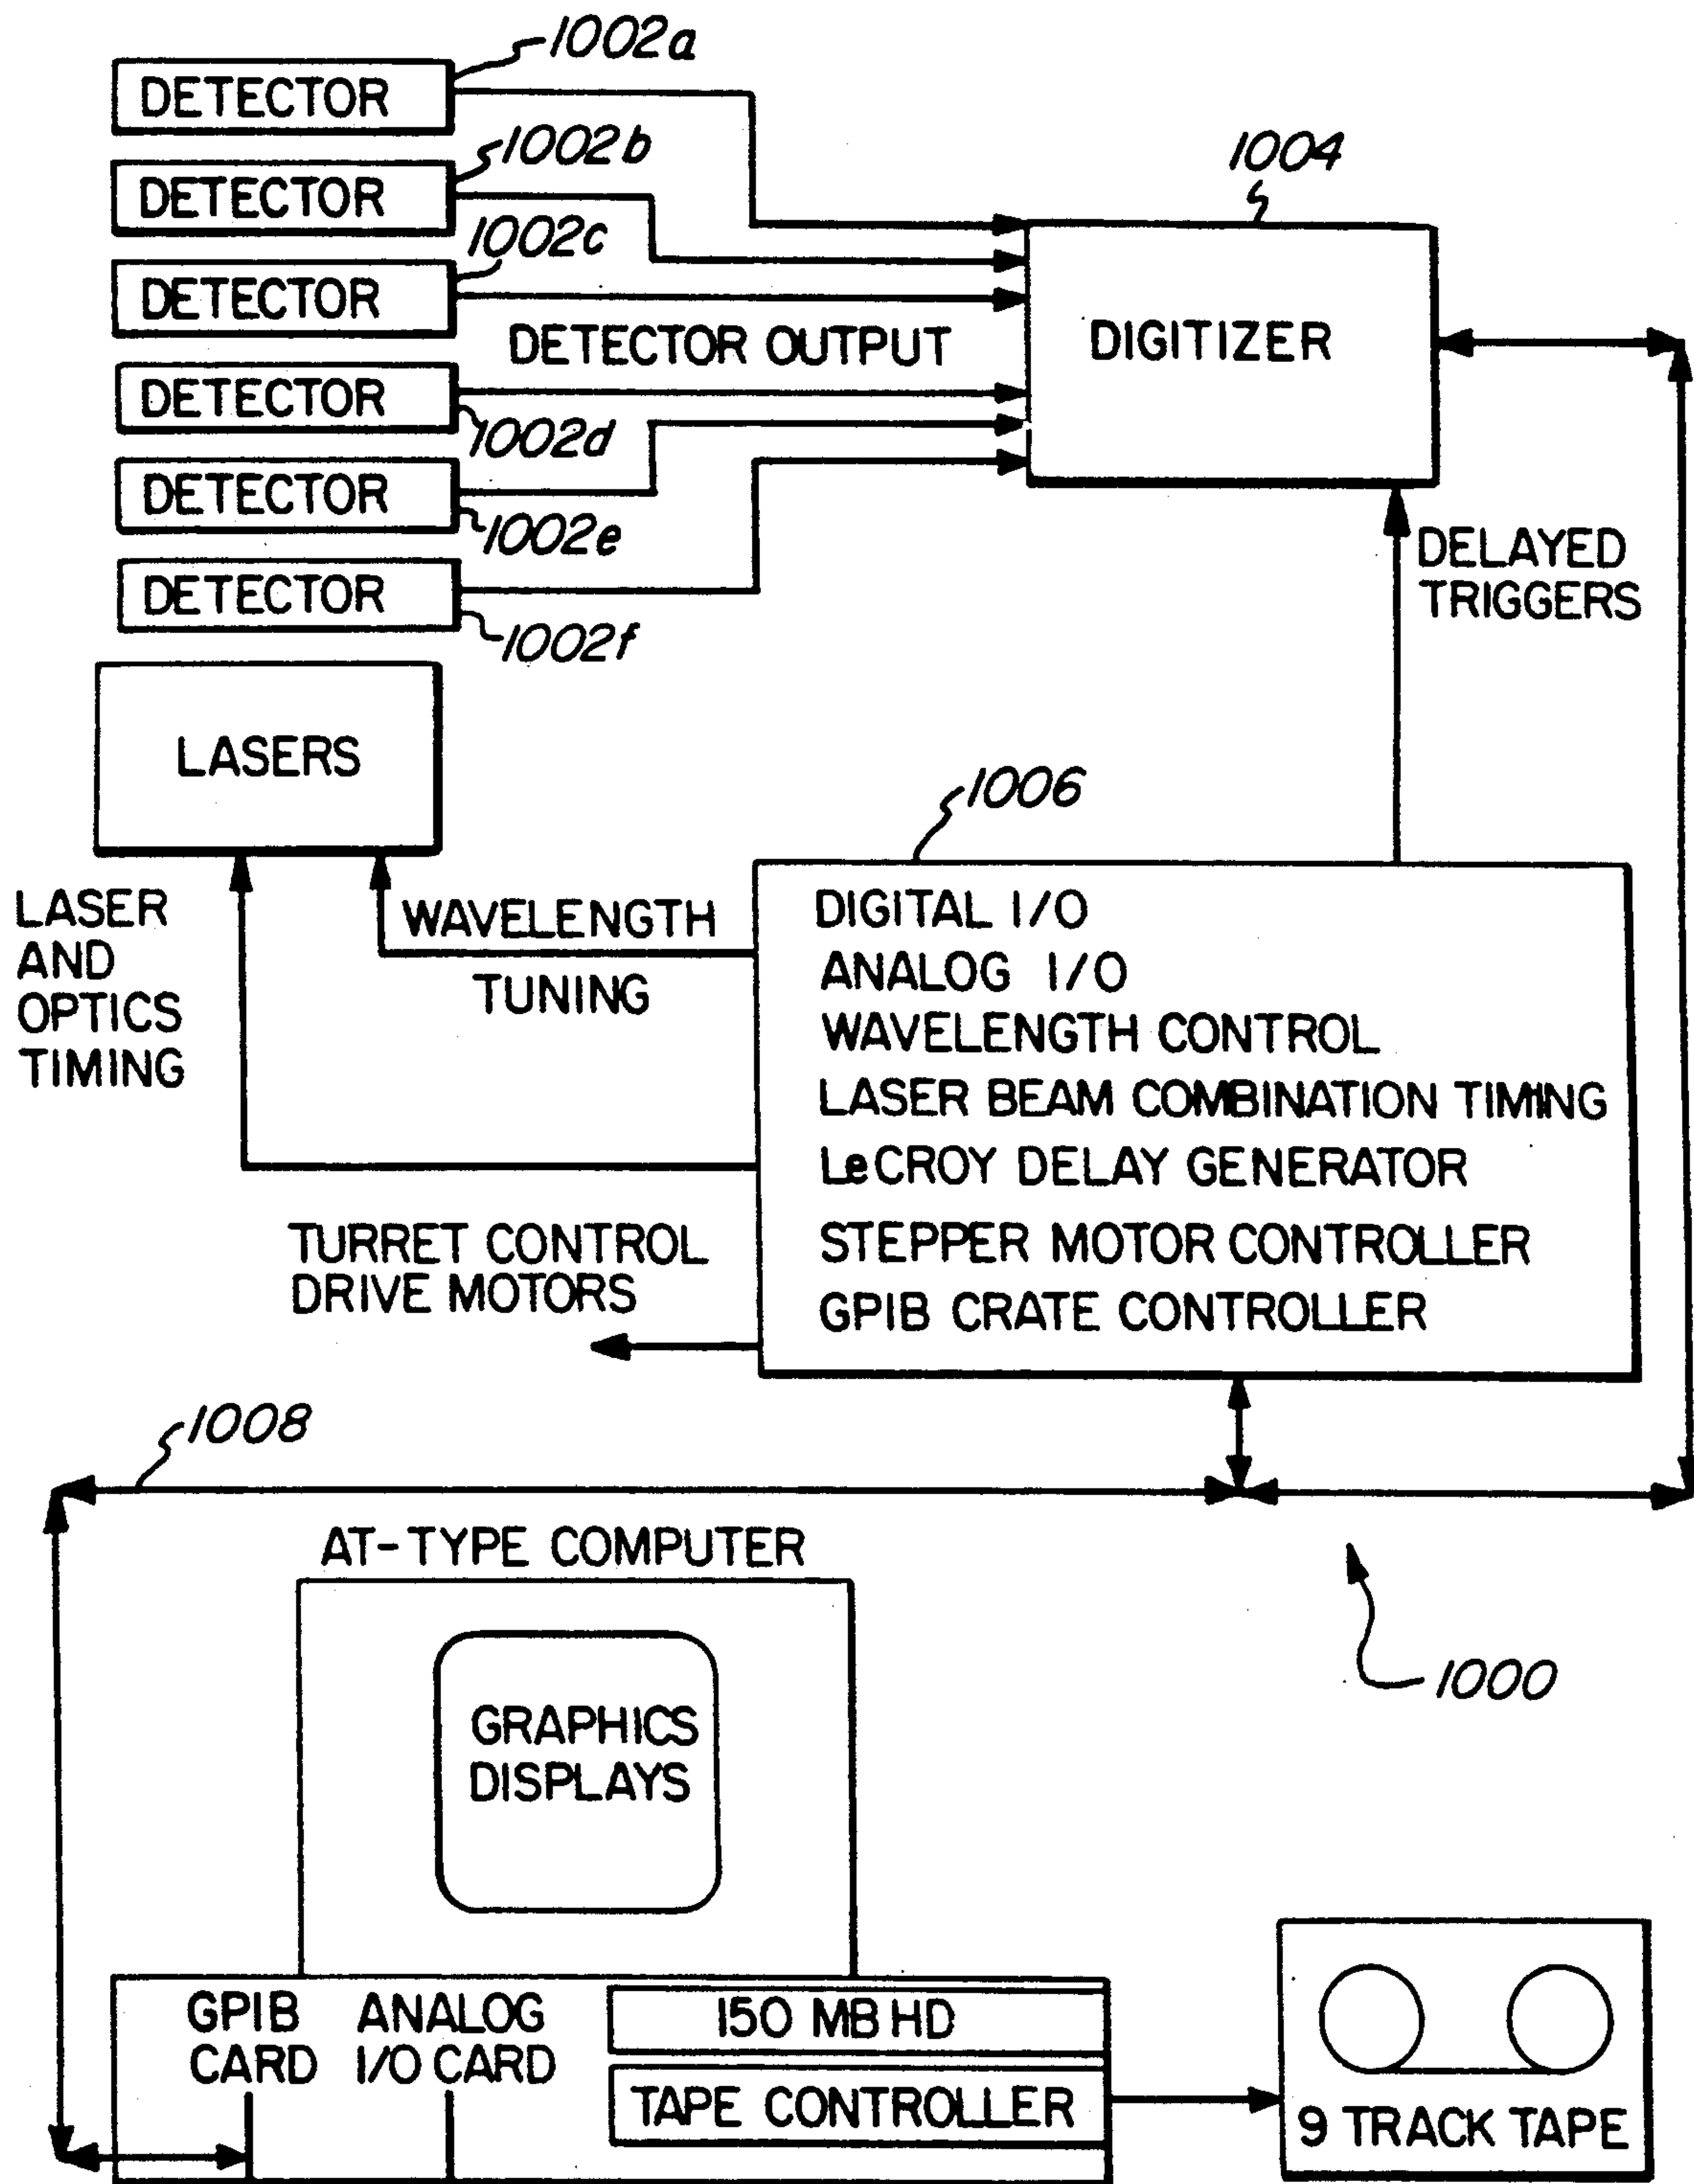 1002a
DETECTOR
1002b
DETECTOR
1002c
DETECTOR
1004
DETECTOR OUTPUT
DIGITIZER
DETECTOR
1002d
DETECTOR
1002e
DETECTOR
1002f
DELAYED
TRIGGERS
LASERS
1006
LASER
AND
OPTICS
TIMING
WAVELENGTH
TUNING
DIGITAL I/O
ANALOG I/O
WAVELENGTH CONTROL
LASER BEAM COMBINATION TIMING
LeCROY DELAY GENERATOR
STEPPER MOTOR CONTROLLER
GPIB CRATE CONTROLLER
TURRET CONTROL
DRIVE MOTORS
1008
AT-TYPE COMPUTER
1000
GRAPHICS
DISPLAYS
GPIB
CARD
ANALOG
I/O CARD
150 MB HD
TAPE CONTROLLER
9 TRACK TAPE